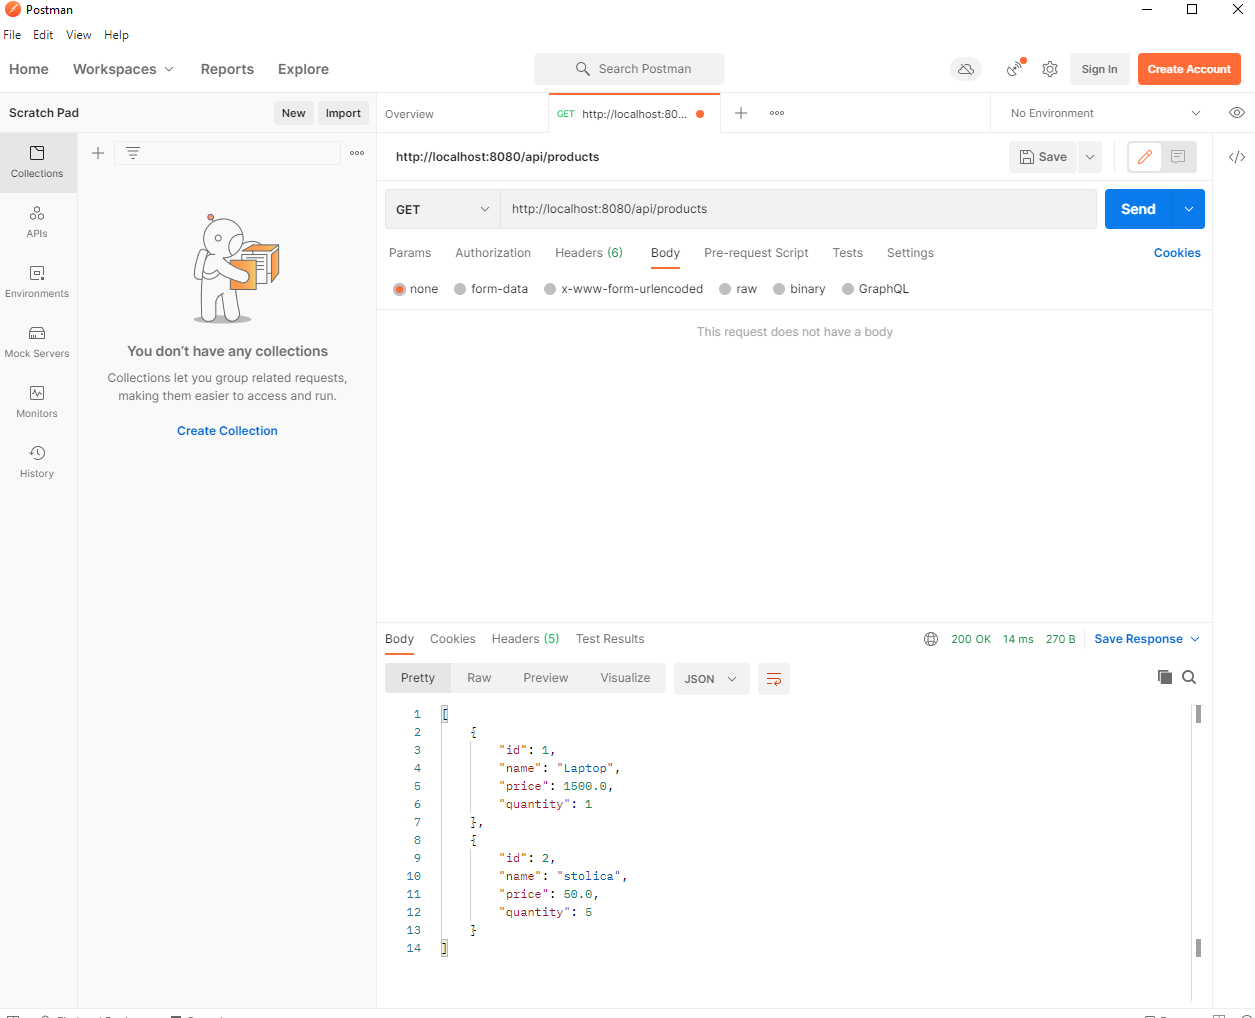 Postman
File Edit View Help
Home Workspaces Reports Explore Search Postman Sign In Create Account
Scratch Pad New Import Overview GET http://localhost:80... No Environment
http://localhost:8080/api/products Save
Collections
APIs
Environments
Mock Servers
Monitors
History
You don’t have any collections
Collections let you group related requests,
making them easier to access and run.
Create Collection
GET http://localhost:8080/api/products Send
Params Authorization Headers (6) Body Pre-request Script Tests Settings Cookies
none form-data x-www-form-urlencoded raw binary GraphQL
This request does not have a body
Body Cookies Headers (5) Test Results 200 OK 14 ms 270 B Save Response
Pretty Raw Preview Visualize JSON
1 [
2 {
3 "id": 1,
4 "name": "Laptop",
5 "price": 1500.0,
6 "quantity": 1
7 },
8 {
9 "id": 2,
10 "name": "stolica",
11 "price": 50.0,
12 "quantity": 5
13 }
14 ]